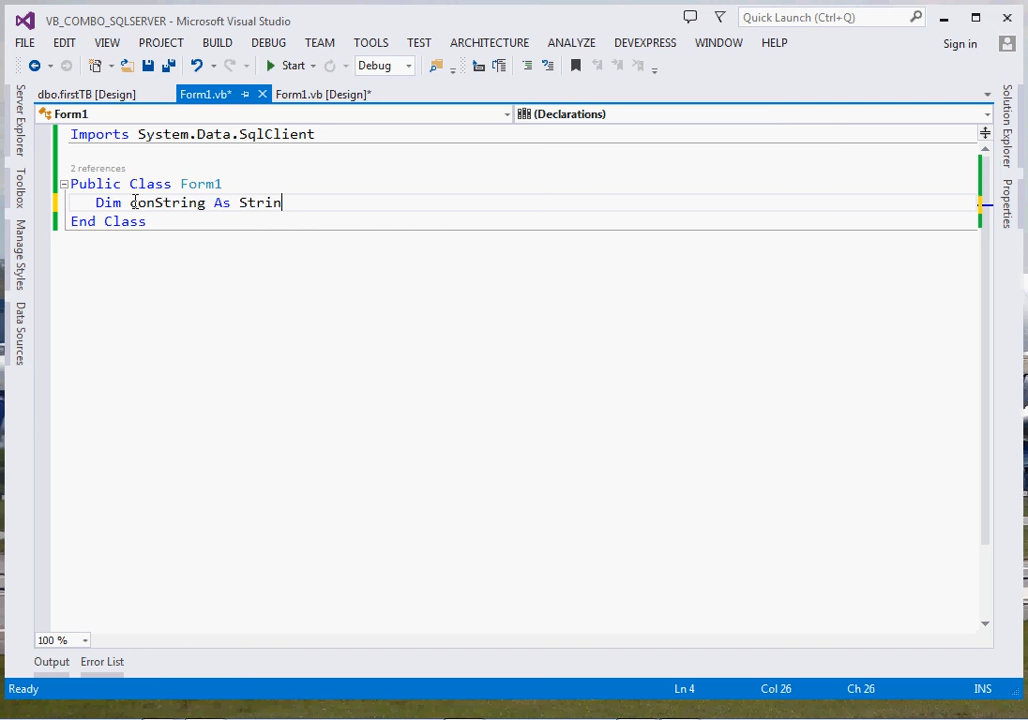 VB_COMBO_SQLSERVER - Microsoft Visual Studio
Quick Launch (Ctrl+Q)
FILE EDIT VIEW PROJECT BUILD DEBUG TEAM TOOLS TEST ARCHITECTURE ANALYZE DEVEXPRESS WINDOW HELP Sign in
Start Debug
dbo.firstTB [Design] Form1.vb* Form1.vb [Design]*
Form1 (Declarations)
Imports System.Data.SqlClient
2 references
Public Class Form1
Dim conString As Strin
End Class
Server Explorer
Toolbox
Manage Styles
Data Sources
Solution Explorer
Properties
100 %
Output Error List
Ready Ln 4 Col 26 Ch 26 INS